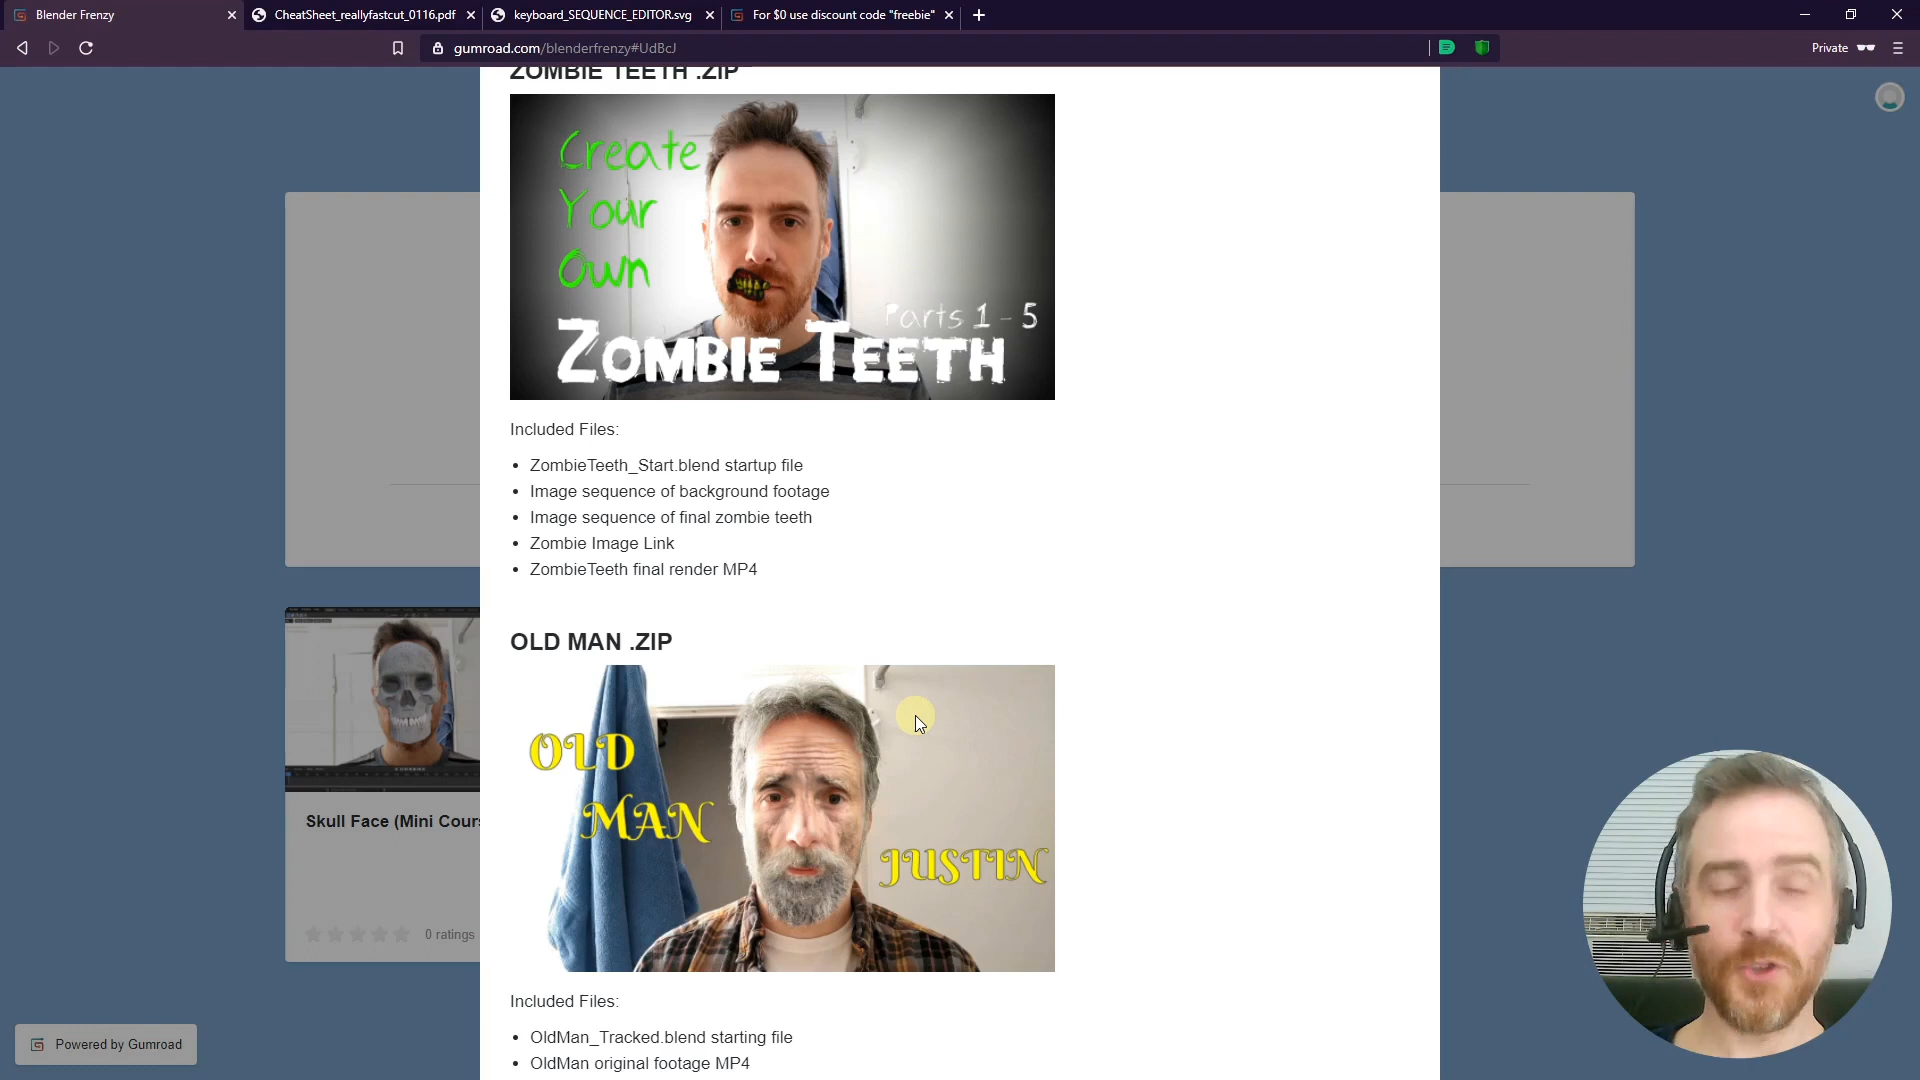 Blender Frenzy
CheatSheet_reallyfastcut_0116.pdf
keyboard_SEQUENCE_EDITOR.svg
For $0 use discount code "freebie"
gumroad.com/blenderfrenzy#UdBcJ
Private
ZOMBIE TEETH .ZIP
Create
Your
Own
Parts 1 - 5
ZOMBIE TEETH
Included Files:
• ZombieTeeth_Start.blend startup file
• Image sequence of background footage
• Image sequence of final zombie teeth
• Zombie Image Link
• ZombieTeeth final render MP4
OLD MAN .ZIP
OLD
MAN
JUSTIN
Skull Face (Mini Cour
0 ratings
Included Files:
• OldMan_Tracked.blend starting file
• OldMan original footage MP4
Powered by Gumroad